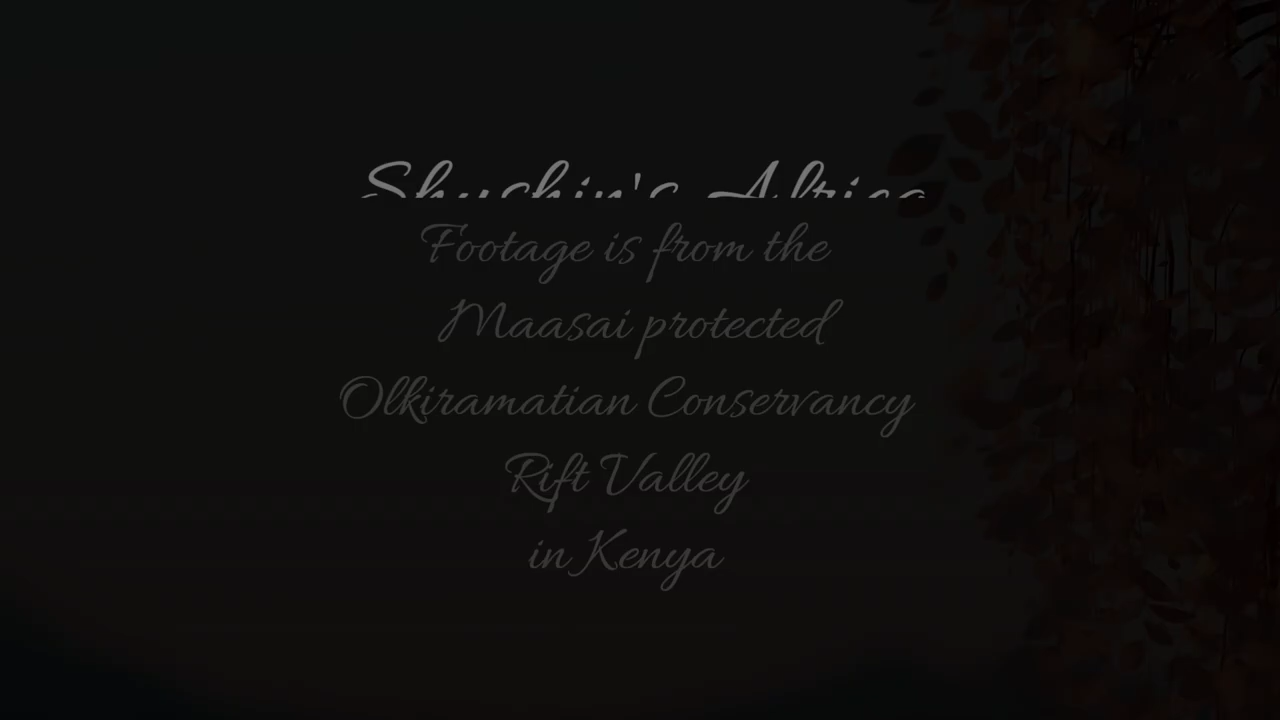 Footage is from the
Maasai protected
Olkiramatian Conservancy
Rift Valley
in Kenya